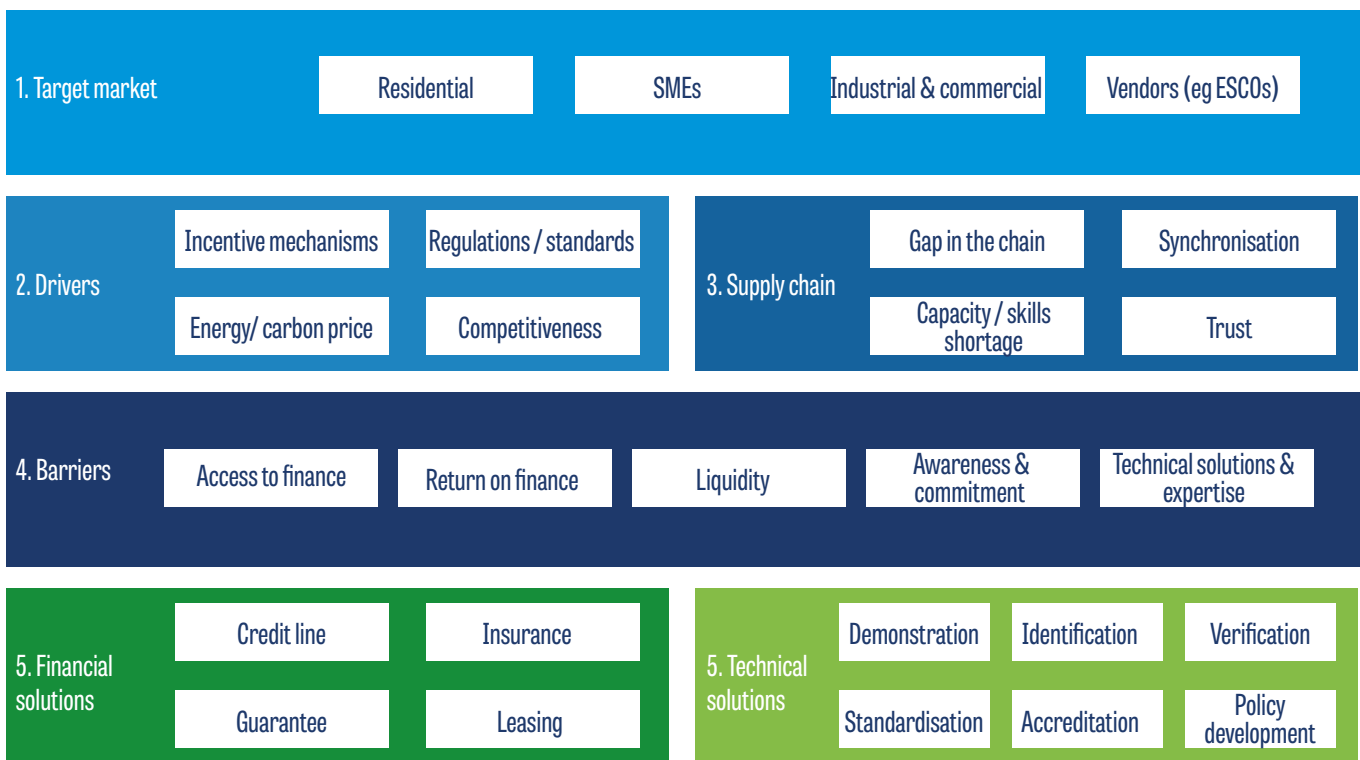 1. Target market
Residential
SMEs
Industrial & commercial
Vendors (eg ESCOs)
2. Drivers
Incentive mechanisms
Regulations / standards
Energy/ carbon price
Competitiveness
3. Supply chain
Gap in the chain
Synchronisation
Capacity / skills
shortage
Trust
4. Barriers
Access to finance
Return on finance
Liquidity
Awareness &
commitment
Technical solutions &
expertise
5. Financial
solutions
Credit line
Insurance
Guarantee
Leasing
5. Technical
solutions
Demonstration
Identification
Verification
Standardisation
Accreditation
Policy
development